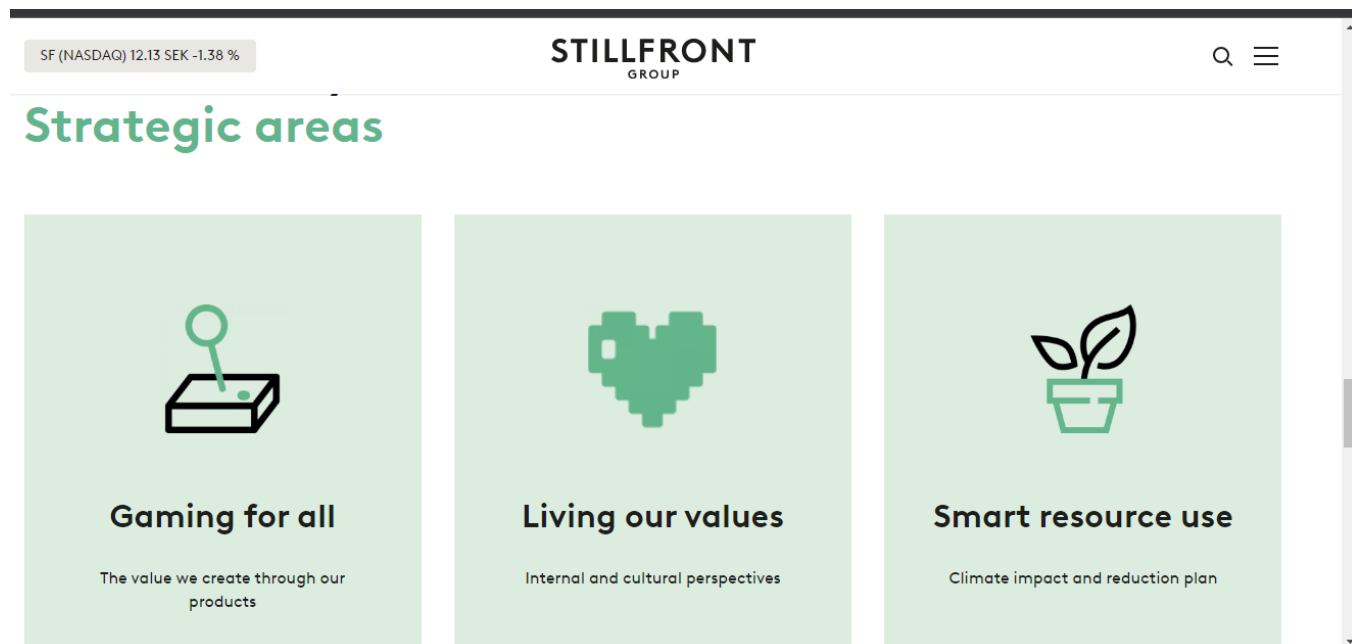 SF (NASDAQ) 12.13 SEK -1.38 %
STILLFRONT
GROUP
Strategic areas
Gaming for all
The value we create through our
products
Living our values
Internal and cultural perspectives
Smart resource use
Climate impact and reduction plan